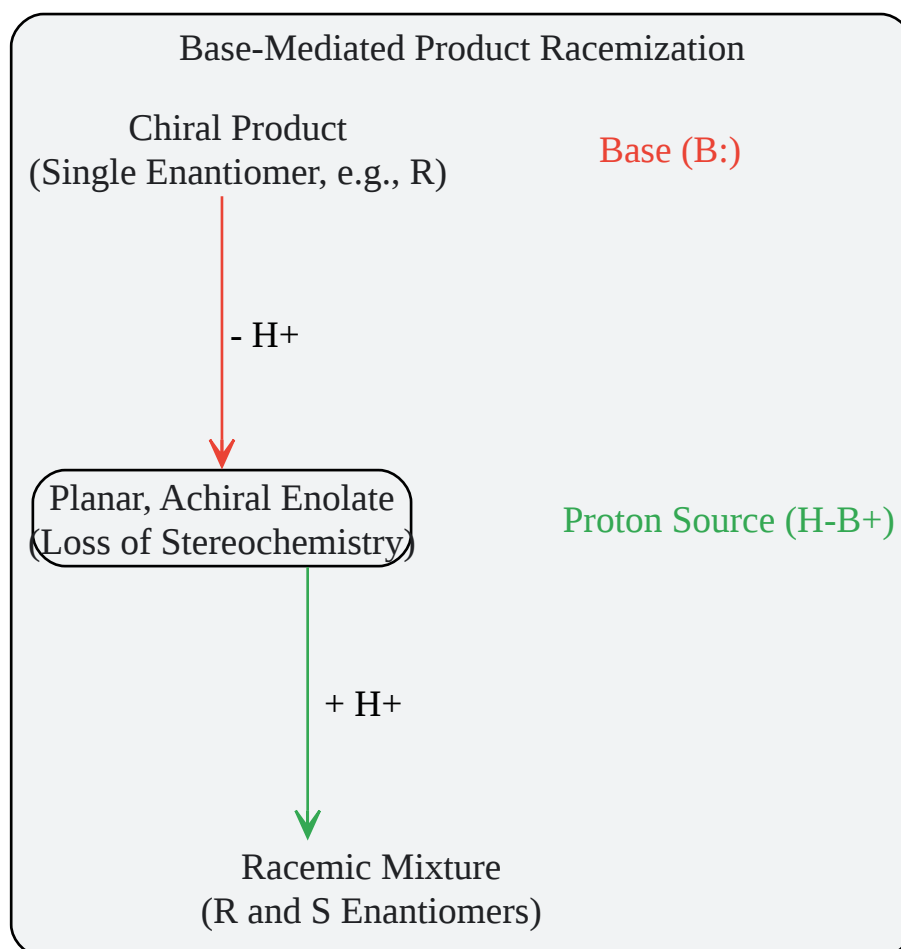 Base-Mediated Product Racemization
Chiral Product
(Single Enantiomer, e.g., R)
Base (B:)
- H+
Planar, Achiral Enolate
(Loss of Stereochemistry)
Proton Source (H-B+)
+ H+
Racemic Mixture
(R and S Enantiomers)